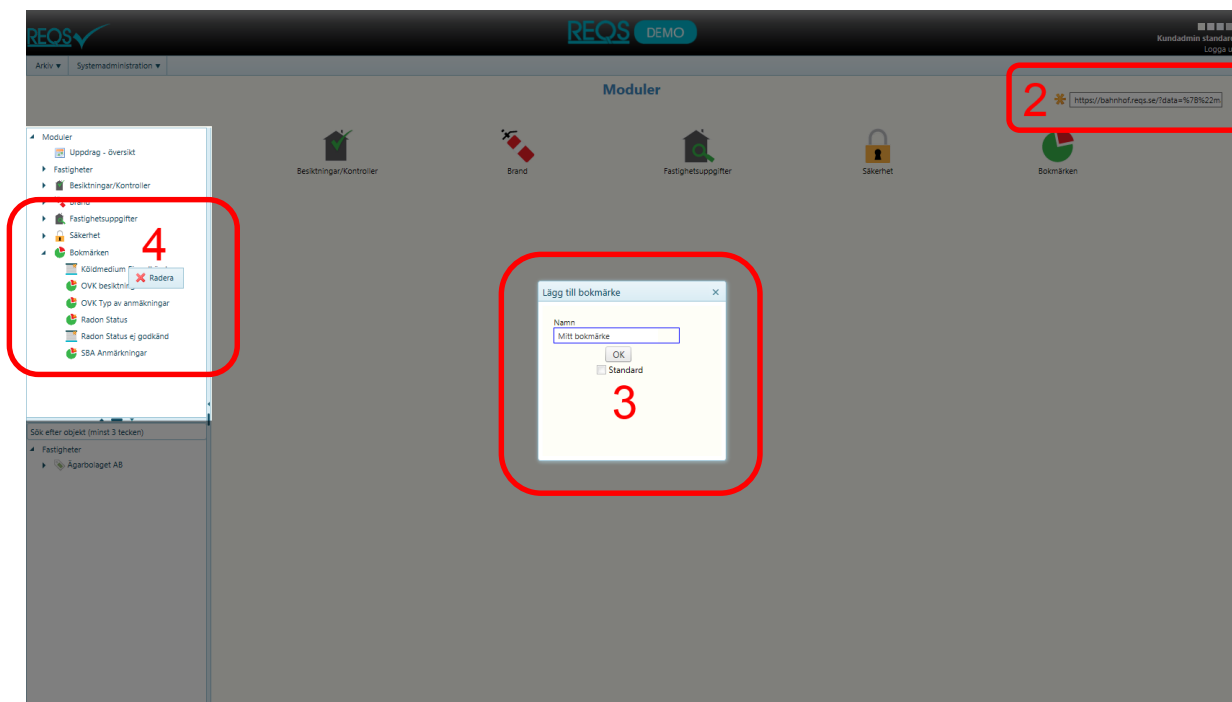 REQS
REQS DEMO
Kundadmin standard
Logga u
Arkiv ▼ Systemadministration ▼
Moduler
2
https://bahnhof.reqs.se/?data=%7B%22m
Besiktningar/Kontroller
Brand
Fastighetsuppgifter
Säkerhet
Bokmärken
Moduler
Uppdrag - översikt
Fastigheter
Besiktningar/Kontroller
Brand
Fastighetsuppgifter
Säkerhet
Bokmärken
4
Köldmedium
Radera
OVK besiktning
OVK Typ av anmäkningar
Radon Status
Radon Status ej godkänd
SBA Anmärkningar
Lägg till bokmärke
Namn
Mitt bokmärke
OK
Standard
3
Sök efter objekt (minst 3 tecken)
Fastigheter
Ägarbolaget AB